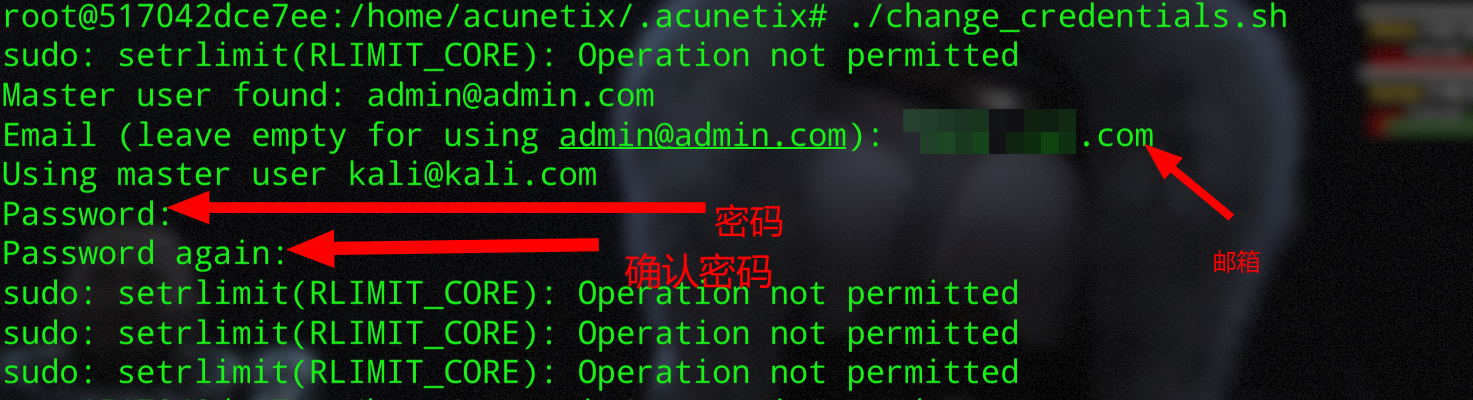 root@517042dce7ee:/home/acunetix/.acunetix# ./change_credentials.sh
sudo: setrlimit(RLIMIT_CORE): Operation not permitted
Master user found: admin@admin.com
Email (leave empty for using admin@admin.com): .com
Using master user kali@kali.com
Password:
密码
Password again:
确认密码
邮箱
sudo: setrlimit(RLIMIT_CORE): Operation not permitted
sudo: setrlimit(RLIMIT_CORE): Operation not permitted
sudo: setrlimit(RLIMIT_CORE): Operation not permitted